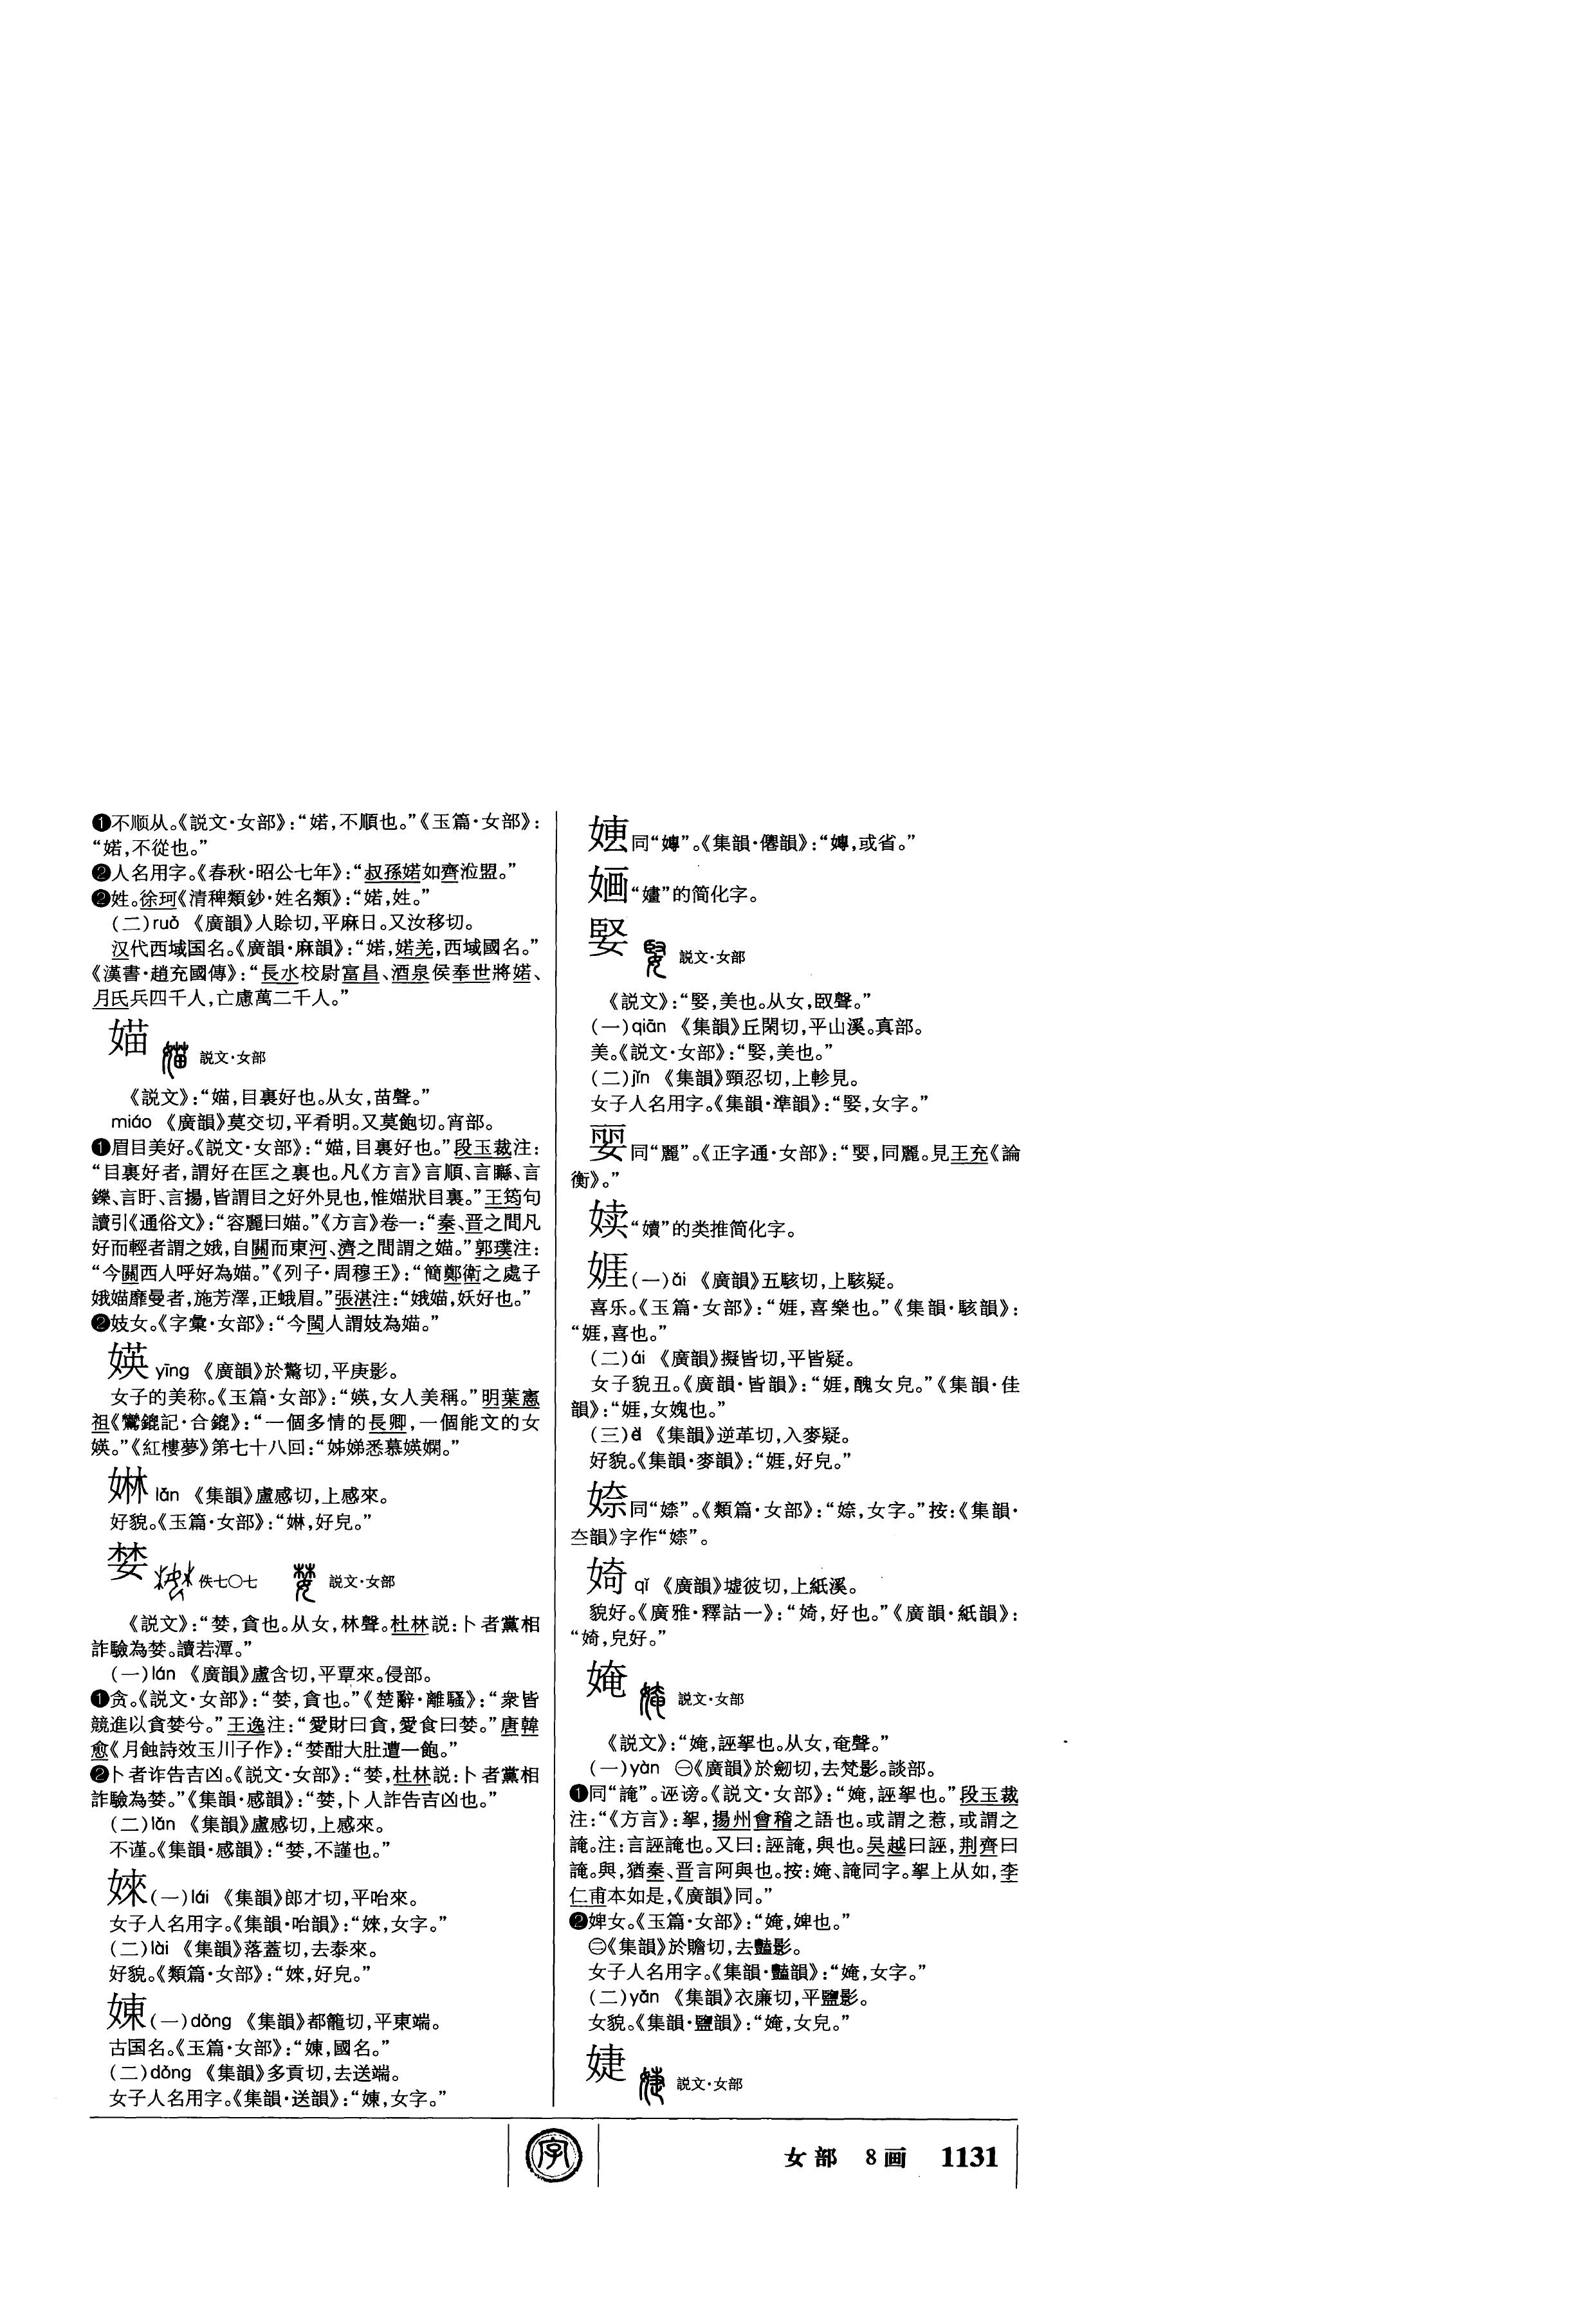 ❶不顺从。《説文·女部》：“婼，不順也。”《玉篇·女部》：
“婼，不從也。”
❷人名用字。《春秋·昭公七年》：“叔孫婼如齊涖盟。”
❷姓。徐珂《清稗類鈔·姓名類》：“婼，姓。”
(二)ruǒ 《廣韻》人賒切，平麻日。又汝移切。
汉代西域国名。《廣韻·麻韻》：“婼，婼羌，西域國名。”
《漢書·趙充國傳》：“長水校尉富昌、酒泉侯奉世將婼、
月氏兵四千人，亡慮萬二千人。”
媌 説文·女部
《説文》：“媌，目裏好也。从女，苗聲。”
miáo 《廣韻》莫交切，平肴明。又莫飽切。宵部。
❶眉目美好。《説文·女部》：“媌，目裏好也。”段玉裁注：
“目裏好者，謂好在匡之裏也。凡《方言》言順、言䁙、言
鑠、言盱、言揚，皆謂目之好外見也，惟媌狀目裏。”王筠句
讀引《通俗文》：“容麗曰媌。”《方言》卷一：“秦、晋之間凡
好而輕者謂之娥，自關而東河、濟之間謂之媌。”郭璞注：
“今關西人呼好為媌。”《列子·周穆王》：“簡鄭衛之處子
娥媌靡曼者，施芳澤，正蛾眉。”張湛注：“娥媌，妖好也。”
❷妓女。《字彙·女部》：“今閩人謂妓為媌。”
媖 yīng 《廣韻》於驚切，平庚影。
女子的美称。《玉篇·女部》：“媖，女人美稱。”明葉憲
祖《鸞鎞記·合鎞》：“一個多情的長卿，一個能文的女
媖。”《紅樓夢》第七十八回：“姊娣悉慕媖嫻。”
㛦 lǎn 《集韻》盧感切，上感來。
好貌。《玉篇·女部》：“㛦，好皃。”
婪 佚七〇七 説文·女部
《説文》：“婪，貪也。从女，林聲。杜林説：卜者黨相
詐驗為婪。讀若潭。”
(一)lán 《廣韻》盧含切，平覃來。侵部。
❶贪。《説文·女部》：“婪，貪也。”《楚辭·離騷》：“衆皆
競進以貪婪兮。”王逸注：“愛財曰貪，愛食曰婪。”唐韓
愈《月蝕詩效玉川子作》：“婪酣大肚遭一飽。”
❷卜者诈告吉凶。《説文·女部》：“婪，杜林説：卜者黨相
詐驗為婪。”《集韻·感韻》：“婪，卜人詐告吉凶也。”
(二)lǎn 《集韻》盧感切，上感來。
不谨。《集韻·感韻》：“婪，不謹也。”
婡(一)lái 《集韻》郎才切，平咍來。
女子人名用字。《集韻·咍韻》：“婡，女字。”
(二)lài 《集韻》落蓋切，去泰來。
好貌。《類篇·女部》：“婡，好皃。”
娻(一)dǒng 《集韻》都籠切，平東端。
古国名。《玉篇·女部》：“娻，國名。”
(二)dǒng 《集韻》多貢切，去送端。
女子人名用字。《集韻·送韻》：“娻，女字。”
同“嫥”。《集韻·僊韻》：“嫥，或省。”
婳“嫿”的简化字。
婜 説文·女部
《説文》：“婜，美也。从女，臤聲。”
(一)qiān 《集韻》丘閑切，平山溪。真部。
美。《説文·女部》：“婜，美也。”
(二)jǐn 《集韻》頸忍切，上軫見。
女子人名用字。《集韻·準韻》：“婜，女字。”
同“麗”。《正字通·女部》：“，同麗。見王充《論
衡》。”
“嬻”的类推简化字。
娾(一)ǎi 《廣韻》五駭切，上駭疑。
喜乐。《玉篇·女部》：“娾，喜樂也。”《集韻·駭韻》：
“娾，喜也。”
(二)ái 《廣韻》擬皆切，平皆疑。
女子貌丑。《廣韻·皆韻》：“娾，醜女皃。”《集韻·佳
韻》：“娾，女媿也。”
(三) 《集韻》逆革切，入麥疑。
好貌。《集韻·麥韻》：“娾，好皃。”
㛸同“”。《類篇·女部》：“㛸，女字。”按：《集韻·
韻》字作“”。
婍 qǐ 《廣韻》墟彼切，上紙溪。
貌好。《廣雅·釋詁一》：“婍，好也。”《廣韻·紙韻》：
“婍，皃好。”
媕 説文·女部
《説文》：“㛪，誣挐也。从女，奄聲。”
(一)yàn ㊀《廣韻》於劒切，去梵影。談部。
❶同“誣”。诬谤。《説文·女部》：“㛪，誣挐也。”段玉裁
注：“《方言》：挐，揚州會稽之語也。或謂之惹，或謂之
䛳。注：言誣䛳也。又曰：誣䛳，與也。吴越曰誣，荆齊曰
䛳。與，猶秦、晋言阿與也。按：㛪、䛳同字。挐上从如，李
仁甫本如是，《廣韻》同。”
❷婢女。《玉篇·女部》：“㛪，婢也。”
㊁《集韻》於贍切，去豔影。
女子人名用字。《集韻·豔韻》：“㛪，女字。”
(二)yǎn 《集韻》衣廉切，平鹽影。
女貌。《集韻·鹽韻》：“㛪，女皃。”
婕 説文·女部
字
女部 8画 1131